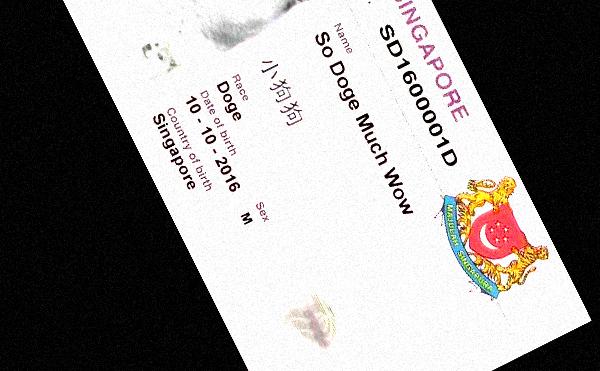 SINGAPORE
SD1600001D
Name
So Doge Much Wow
小狗狗
Race
Doge
Date of birth
Sex
10 - 10 - 2016
M
Country of birth
Singapore
MAJULAH SINGAPURA